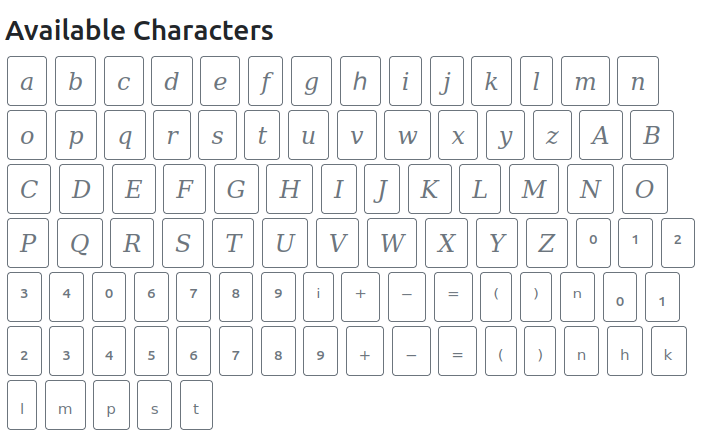 Available Characters
a b c d e f g h i j k l m n
o p q r s t u v w x y z A B
C D E F G H I J K L M N O
P Q R S T U V W X Y Z ⁰ ¹ ²
³ ⁴ ⁰ ⁶ ⁷ ⁸ ⁹ ⁱ ⁺ ⁻ ⁼ ⁽ ⁾ ⁿ ₀ ₁
₂ ₃ ₄ ₅ ₆ ₇ ₈ ₉ ₊ ₋ ₌ ₍ ₎ ₙ ₕ ₖ
ₗ ₘ ₚ ₛ ₜ